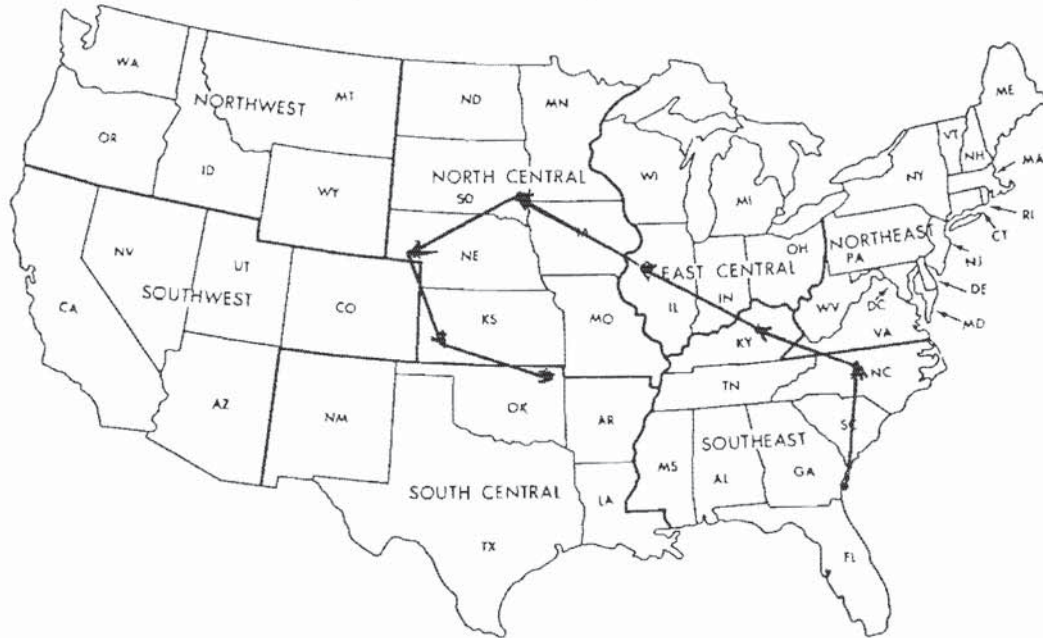 WA
NORTHWEST
MT
ND
MN
ME
OR
ID
WY
NORTH CENTRAL
SO
WI
MI
NY
VT
NH
MA
RI
CT
NV
UT
SOUTHWEST
CA
CO
NE
IA
KS
MO
EAST CENTRAL
IL
IN
OH
NORTHEAST
PA
NJ
DE
MD
DC
WV
VA
KY
NC
AZ
NM
OK
AR
TN
SC
SOUTHEAST
MS
AL
GA
SOUTH CENTRAL
LA
TX
FL